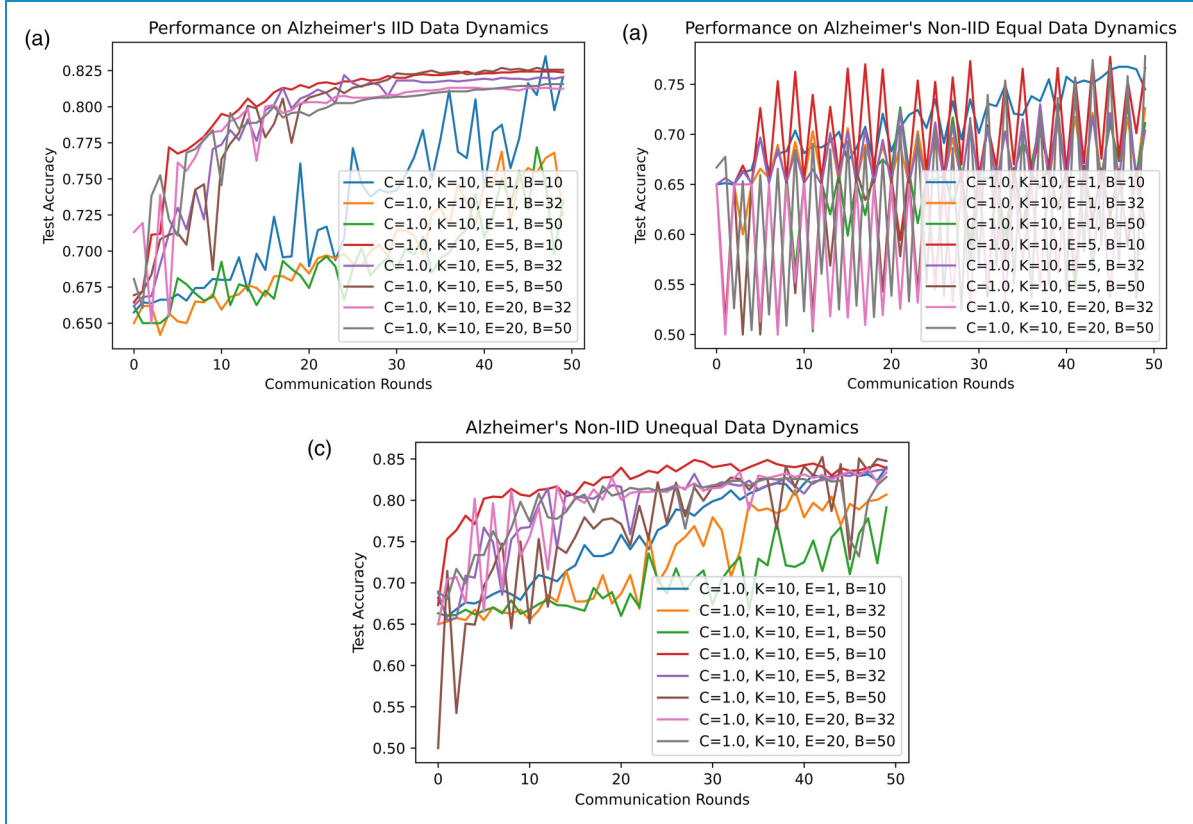 (a)
Performance on Alzheimer's IID Data Dynamics
Test Accuracy
0.825
0.800
0.775
0.750
0.725
0.700
0.675
0.650
C=1.0, K=10, E=1, B=10
C=1.0, K=10, E=1, B=32
C=1.0, K=10, E=1, B=50
C=1.0, K=10, E=5, B=10
C=1.0, K=10, E=5, B=32
C=1.0, K=10, E=5, B=50
C=1.0, K=10, E=20, B=32
C=1.0, K=10, E=20, B=50
0 10 20 30 40 50
Communication Rounds
(a)
Performance on Alzheimer's Non-IID Equal Data Dynamics
Test Accuracy
0.75
0.70
0.65
0.60
0.55
0.50
C=1.0, K=10, E=1, B=10
C=1.0, K=10, E=1, B=32
C=1.0, K=10, E=1, B=50
C=1.0, K=10, E=5, B=10
C=1.0, K=10, E=5, B=32
C=1.0, K=10, E=5, B=50
C=1.0, K=10, E=20, B=32
C=1.0, K=10, E=20, B=50
0 10 20 30 40 50
Communication Rounds
(c)
Alzheimer's Non-IID Unequal Data Dynamics
Test Accuracy
0.85
0.80
0.75
0.70
0.65
0.60
0.55
0.50
C=1.0, K=10, E=1, B=10
C=1.0, K=10, E=1, B=32
C=1.0, K=10, E=1, B=50
C=1.0, K=10, E=5, B=10
C=1.0, K=10, E=5, B=32
C=1.0, K=10, E=5, B=50
C=1.0, K=10, E=20, B=32
C=1.0, K=10, E=20, B=50
0 10 20 30 40 50
Communication Rounds